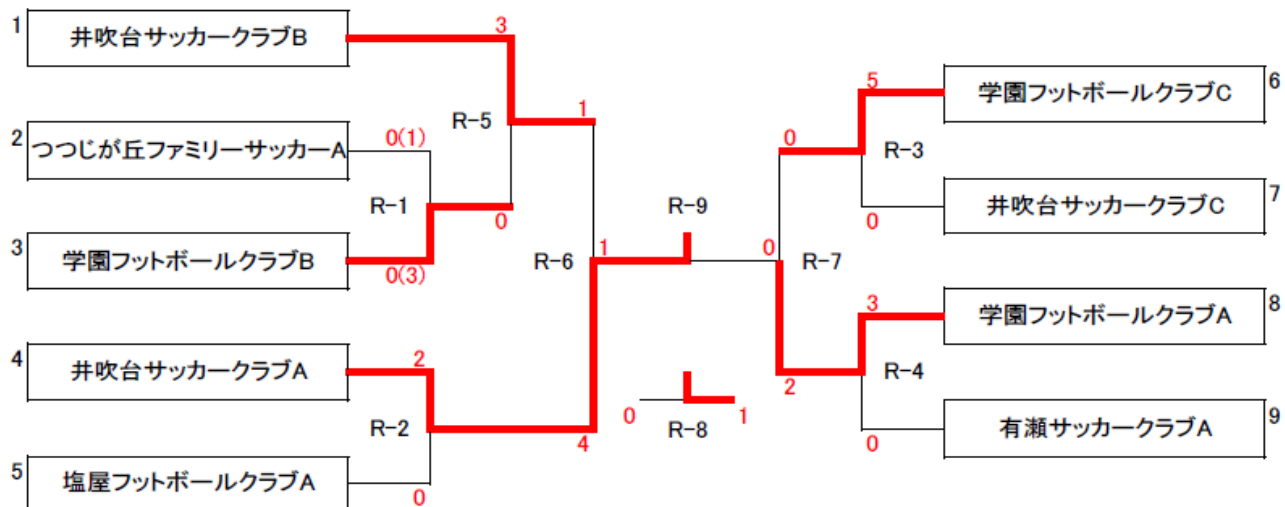 1 井吹台サッカークラブB 3
学園フットボールクラブC 6
5
R-5 1
2 つつじが丘ファミリーサッカーA 0(1)
0 R-3
R-1 0
R-9 0 井吹台サッカークラブC 7
3 学園フットボールクラブB 0(3)
R-6 1 0 R-7
3 学園フットボールクラブA 8
4 井吹台サッカークラブA 2
2 R-4
R-2 4 0 R-8 1
0 有瀬サッカークラブA 9
5 塩屋フットボールクラブA 0